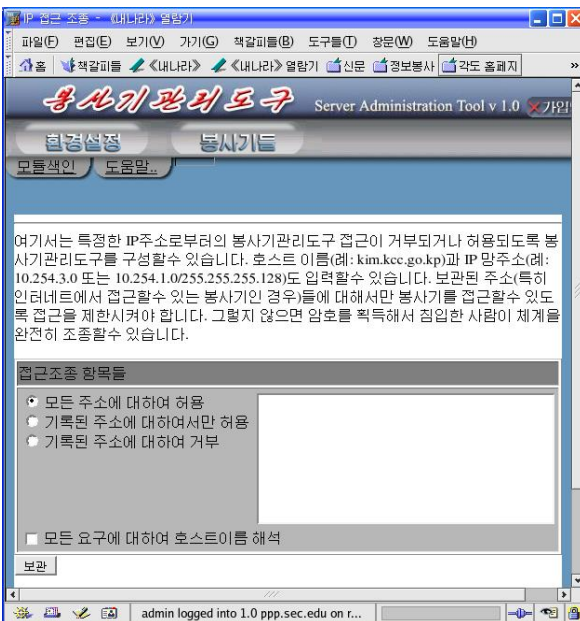 IP 접근 조종 - 《내나라》 열람기
파일(F) 편집(E) 보기(V) 가기(G) 책갈피들(B) 도구들(T) 창문(W) 도움말(H)
홈 책갈피들 《내나라》 《내나라》 열람기 신문 정보봉사 각도 홈페지 »
봉사기관리도구 Server Administration Tool v 1.0
환경설정 봉사기들
모듈색인 도움말..
여기서는 특정한 IP주소로부터의 봉사기관리도구 접근이 거부되거나 허용되도록 봉
사기관리도구를 구성할수 있습니다. 호스트 이름(례: kim.kcc.go.kp)과 IP 망주소(례:
10.254.3.0 또는 10.254.1.0/255.255.255.128)도 입력할수 있습니다. 보관된 주소(특히
인터네트에서 접근할수 있는 봉사기인 경우)들에 대해서만 봉사기를 접근할수 있도
록 접근을 제한시켜야 합니다. 그렇지 않으면 암호를 획득해서 침입한 사람이 체계을
완전히 조종할수 있습니다.
접근조종 항목들
모든 주소에 대하여 허용
기록된 주소에 대하여서만 허용
기록된 주소에 대하여 거부
모든 요구에 대하여 호스트이름 해석
보관
admin logged into 1.0 ppp.sec.edu on r...